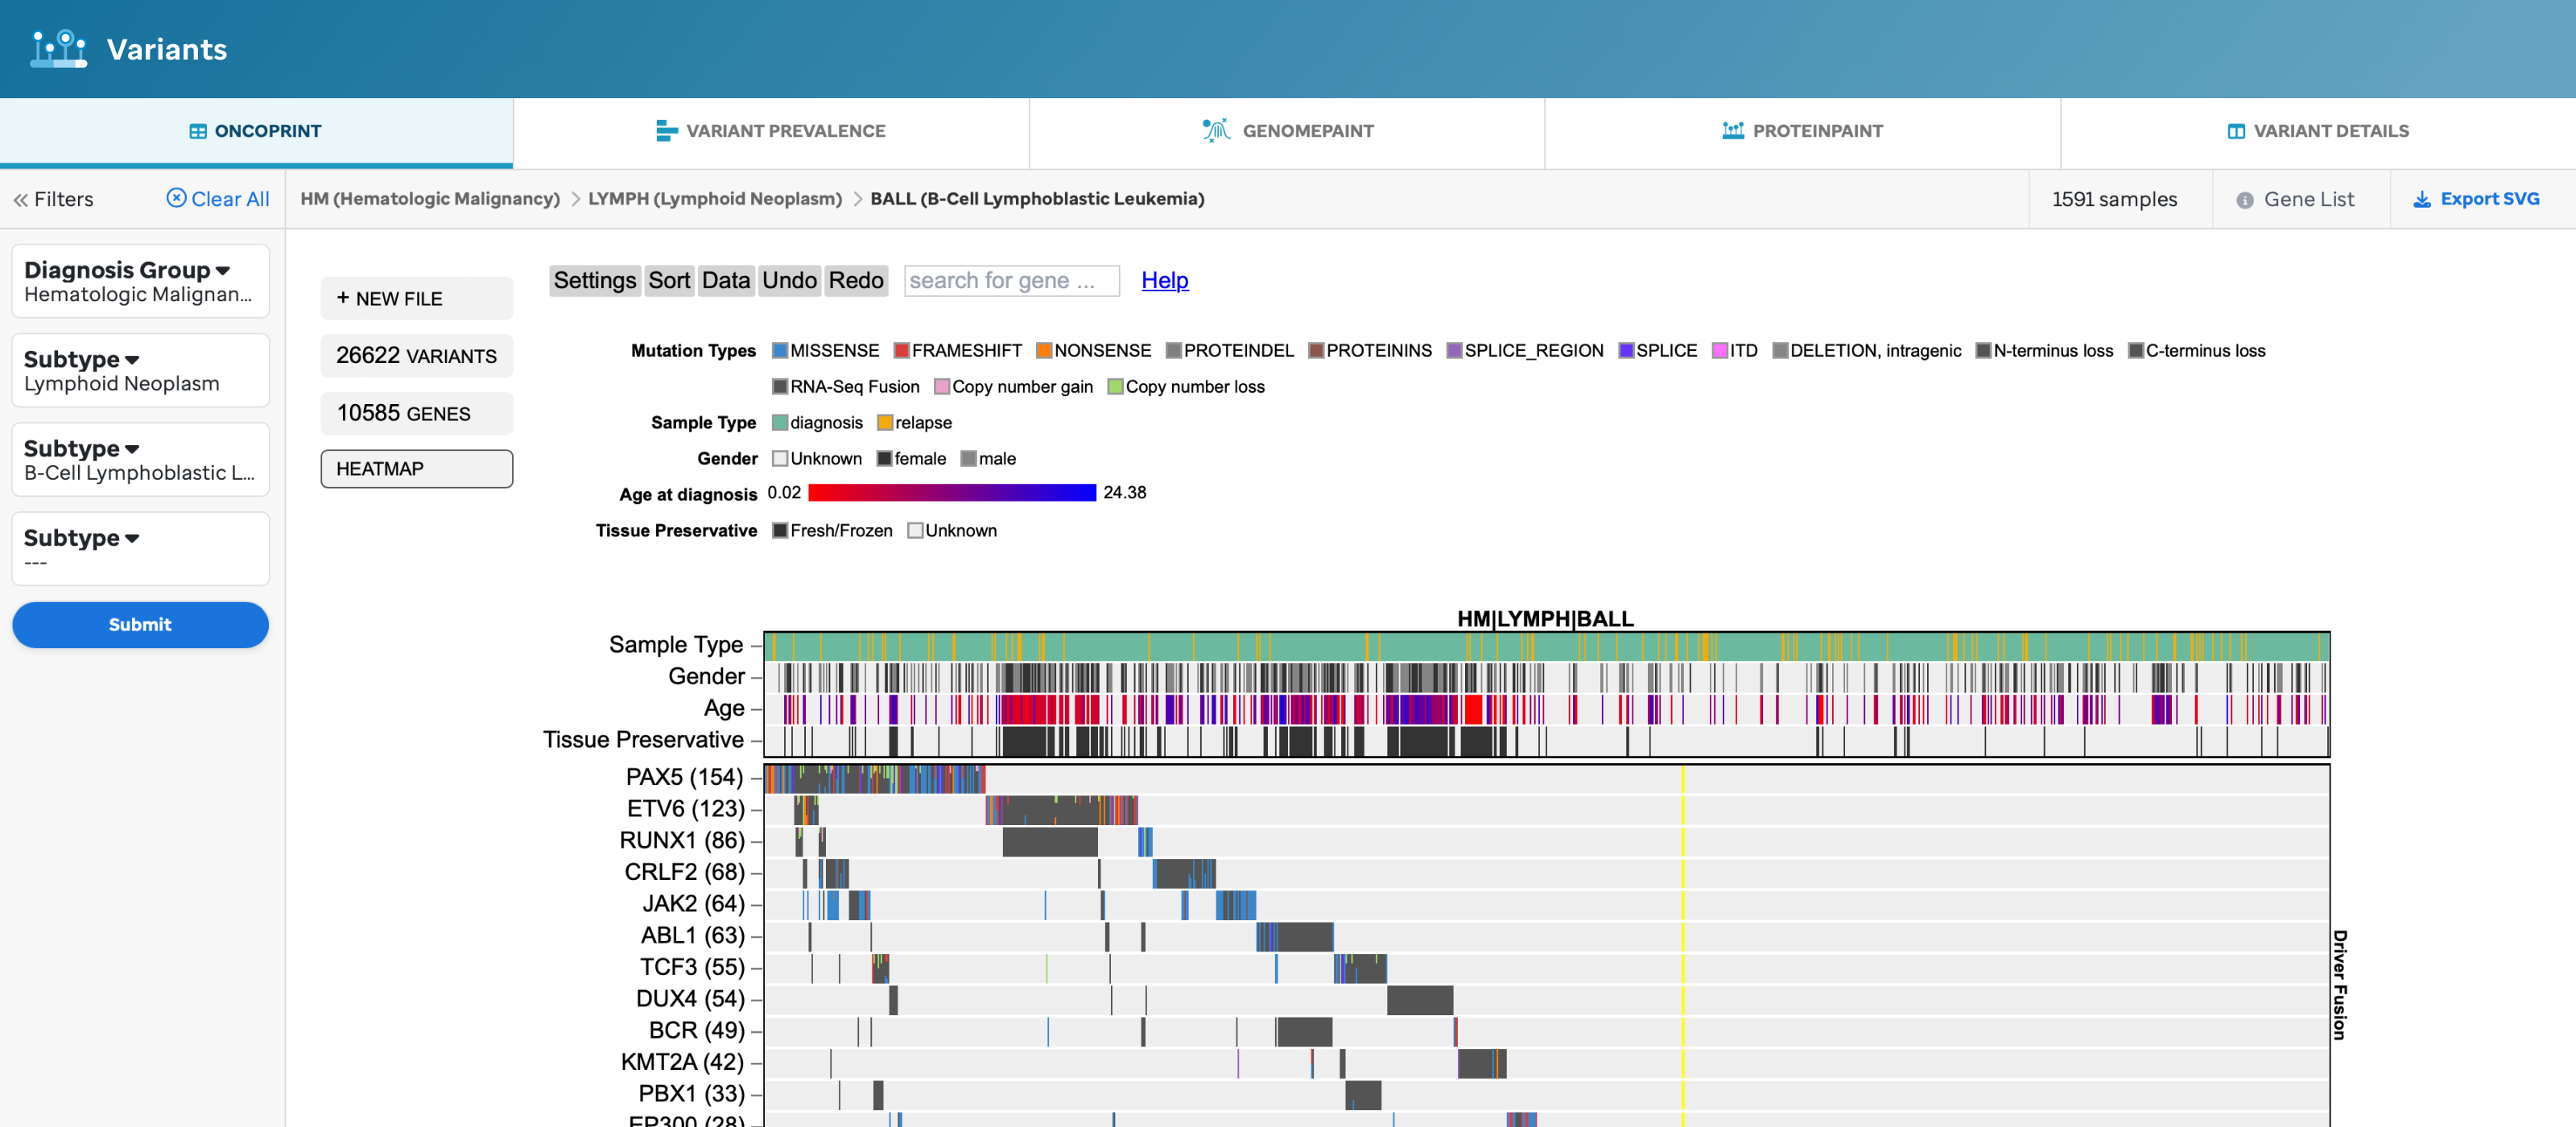 Variants
ONCOPRINT
VARIANT PREVALENCE
GENOMEPAINT
PROTEINPAINT
VARIANT DETAILS
Filters
Clear All
HM (Hematologic Malignancy) > LYMPH (Lymphoid Neoplasm) > BALL (B-Cell Lymphoblastic Leukemia)
1591 samples
Gene List
Export SVG
Diagnosis Group
Hematologic Malignan...
Subtype
Lymphoid Neoplasm
Subtype
B-Cell Lymphoblastic L...
Subtype
---
Submit
+ NEW FILE
26622 VARIANTS
10585 GENES
HEATMAP
Settings Sort Data Undo Redo search for gene ... Help
Mutation Types MISSENSE FRAMESHIFT NONSENSE PROTEINDEL PROTEININS SPLICE_REGION SPLICE ITD DELETION, intragenic N-terminus loss C-terminus loss
RNA-Seq Fusion Copy number gain Copy number loss
Sample Type diagnosis relapse
Gender Unknown female male
Age at diagnosis 0.02 24.38
Tissue Preservative Fresh/Frozen Unknown
HM|LYMPH|BALL
Sample Type
Gender
Age
Tissue Preservative
PAX5 (154)
ETV6 (123)
RUNX1 (86)
CRLF2 (68)
JAK2 (64)
ABL1 (63)
TCF3 (55)
DUX4 (54)
BCR (49)
KMT2A (42)
PBX1 (33)
EP300 (28)
Driver Fusion